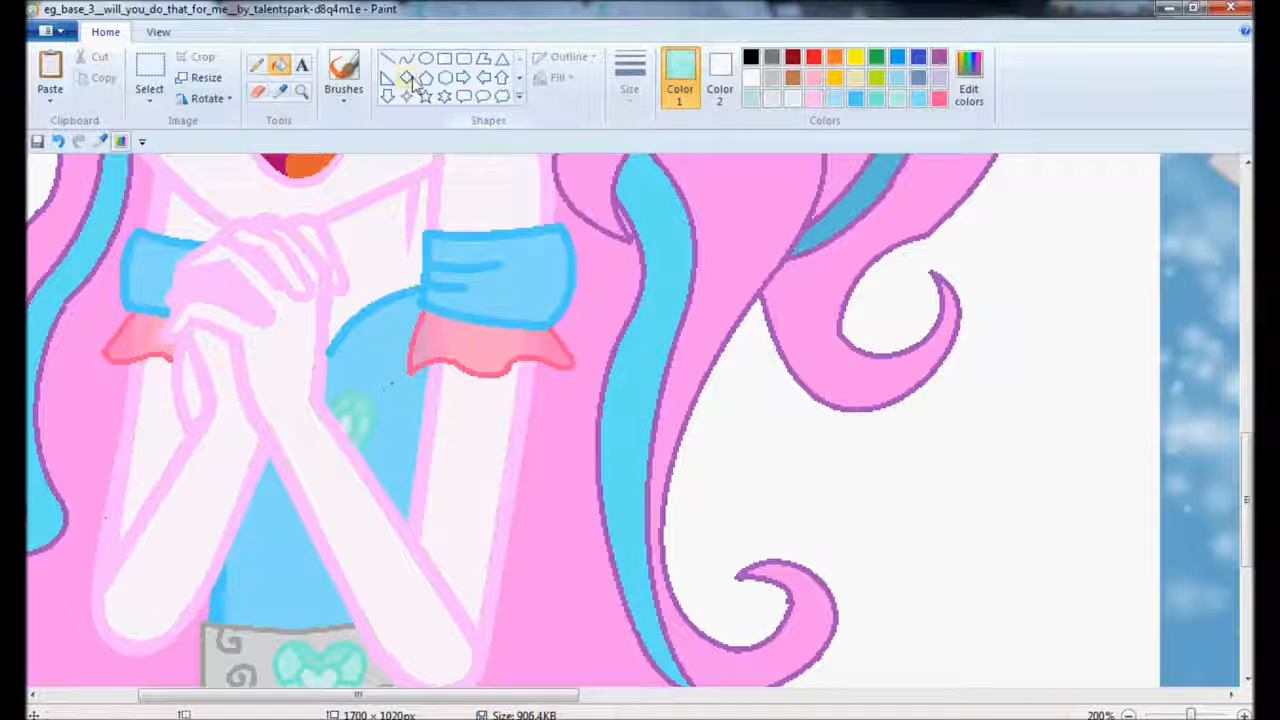 eg_base_3__will_you_do_that_for_me__by_talentspark-d8q4m1e - Paint
Home View
Paste
Cut
Copy
Clipboard
Select
Crop
Resize
Rotate
Image
A
Tools
Brushes
Outline
Fill
Shapes
Size
Color 1
Color 2
Edit colors
Colors
1700 × 1020px
Size: 906.4KB
200%